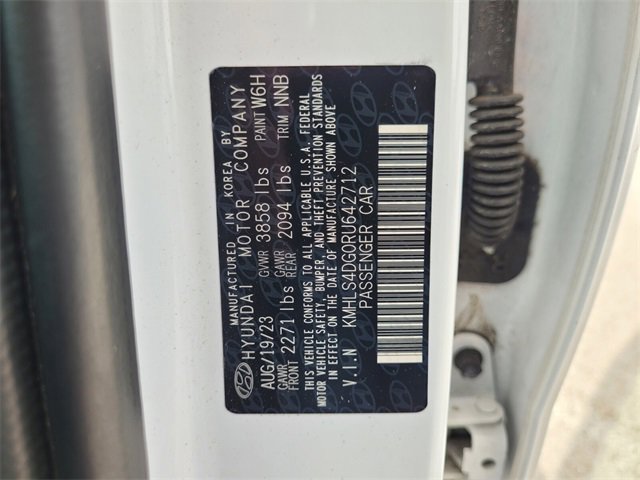 MANUFACTURED IN KOREA BY
HYUNDAI MOTOR COMPANY
AUG/19/23 GVWR 3858 lbs PAINT W6H
GAWR FRONT 2271 lbs GAWR REAR 2094 lbs TRIM NNB
THIS VEHICLE CONFORMS TO ALL APPLICABLE U.S.A. FEDERAL
MOTOR VEHICLE SAFETY, BUMPER, AND THEFT PREVENTION STANDARDS
IN EFFECT ON THE DATE OF MANUFACTURE SHOWN ABOVE
V.I.N KMHLS4DG0RU642712
PASSENGER CAR